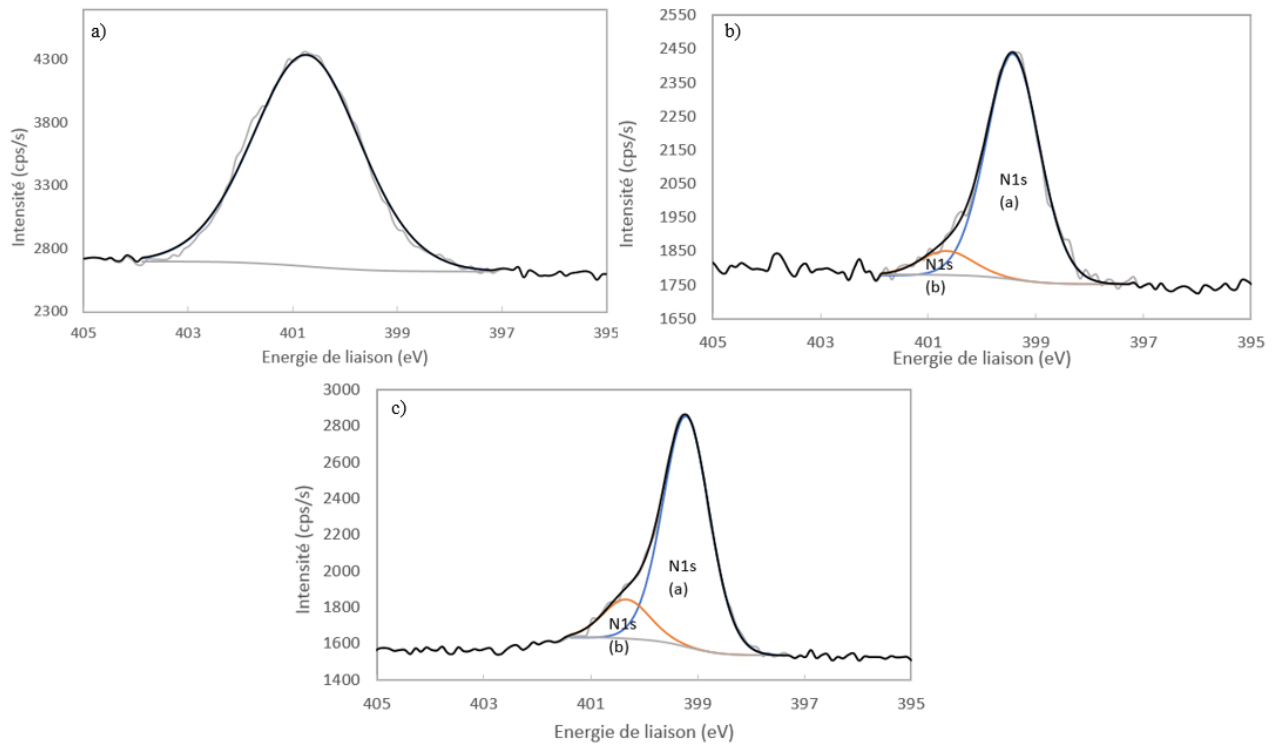 a)
4300
3800
3300
2800
2300
Intensité (cps/s)
405 403 401 399 397 395
Energie de liaison (eV)
b)
2550
2450
2350
2250
2150
2050
1950
1850
1750
1650
Intensité (cps/s)
N1s
(a)
N1s
(b)
405 403 401 399 397 395
Energie de liaison (eV)
c)
3000
2800
2600
2400
2200
2000
1800
1600
1400
Intensité (cps/s)
N1s
(a)
N1s
(b)
405 403 401 399 397 395
Energie de liaison (eV)